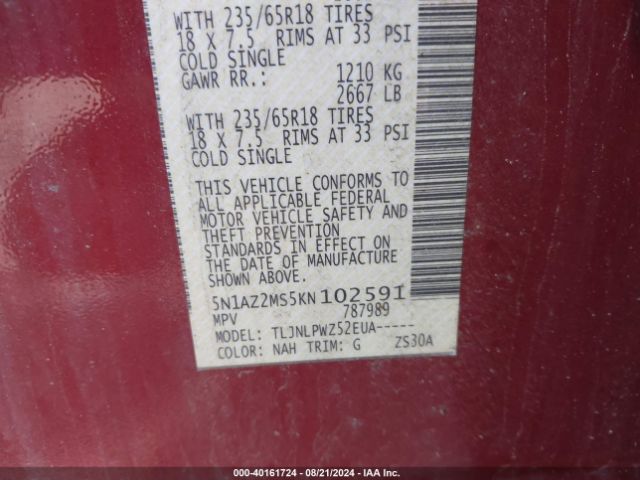 WITH 235/65R18 TIRES
18 X 7.5 RIMS AT 33 PSI
COLD SINGLE
GAWR RR.: 1210 KG
2667 LB
WITH 235/65R18 TIRES
18 X 7.5 RIMS AT 33 PSI
COLD SINGLE
THIS VEHICLE CONFORMS TO
ALL APPLICABLE FEDERAL
MOTOR VEHICLE SAFETY AND
THEFT PREVENTION
STANDARDS IN EFFECT ON
THE DATE OF MANUFACTURE
SHOWN ABOVE.
5N1AZ2MS5KN102591
MPV 787989
MODEL: TLJNLPWZ52EUA-----
COLOR: NAH TRIM: G ZS30A
000-40161724 — 08/21/2024 — IAA Inc.